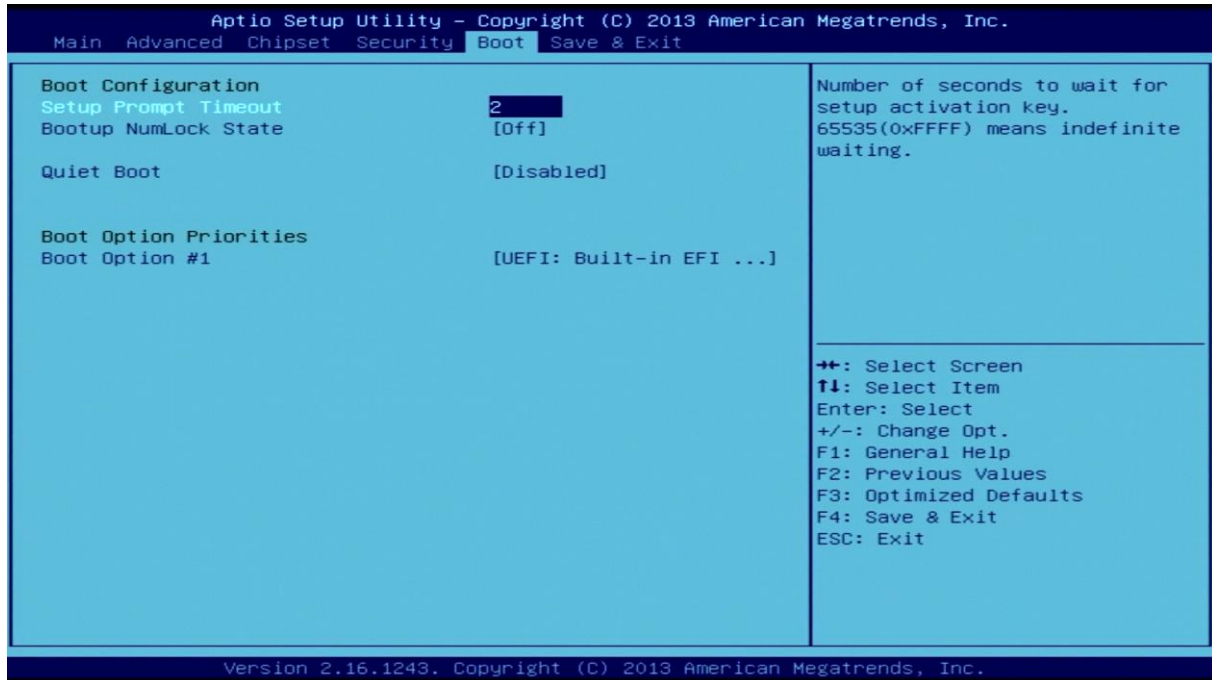 Aptio Setup Utility – Copyright (C) 2013 American Megatrends, Inc.
Main Advanced Chipset Security Boot Save & Exit
Boot Configuration
Setup Prompt Timeout 2
Bootup NumLock State [Off]
Quiet Boot [Disabled]
Boot Option Priorities
Boot Option #1 [UEFI: Built-in EFI ...]
Number of seconds to wait for
setup activation key.
65535(0xFFFF) means indefinite
waiting.
→←: Select Screen
↑↓: Select Item
Enter: Select
+/-: Change Opt.
F1: General Help
F2: Previous Values
F3: Optimized Defaults
F4: Save & Exit
ESC: Exit
Version 2.16.1243. Copyright (C) 2013 American Megatrends, Inc.